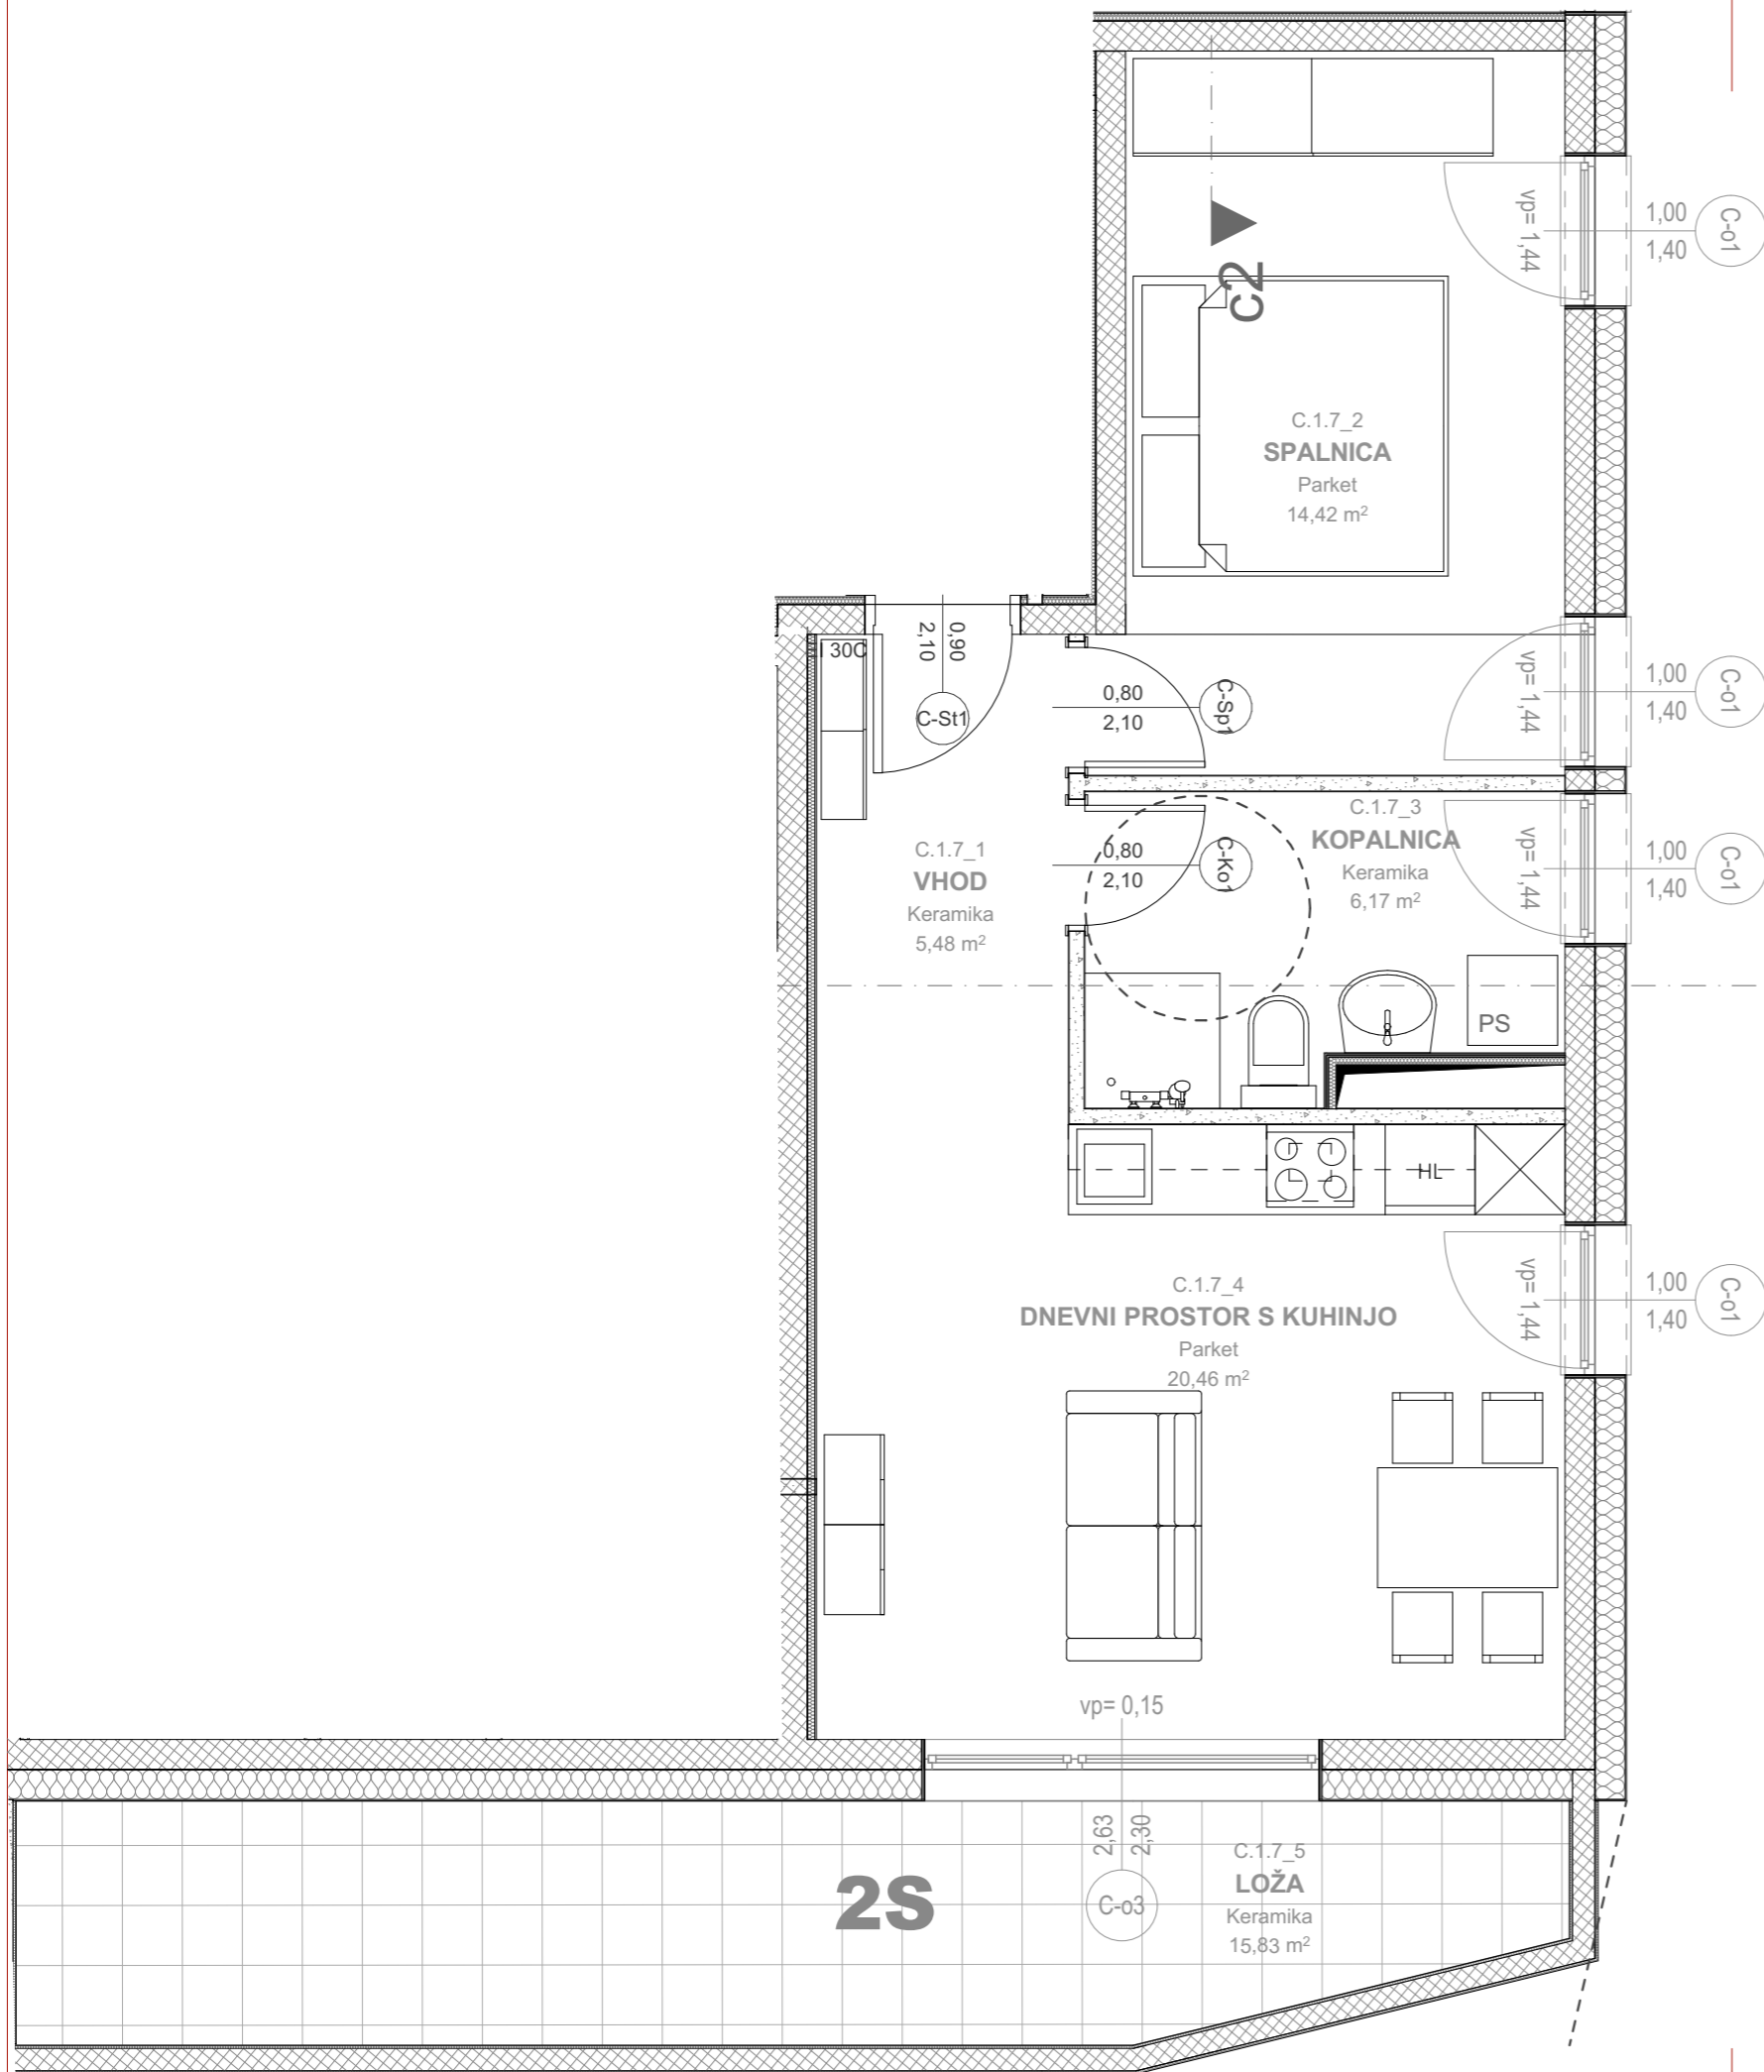 vp= 1,44
1,00
1,40
C-o1
c2
C.1.7_2
SPALNICA
Parket
14,42 m²
0,90
2,10
C-St1
0,80
2,10
C-Sp1
vp= 1,44
1,00
1,40
C-o1
C.1.7_1
VHOD
Keramika
5,48 m²
0,80
2,10
C-Ko1
C.1.7_3
KOPALNICA
Keramika
6,17 m²
vp= 1,44
1,00
1,40
C-o1
PS
HL
C.1.7_4
DNEVNI PROSTOR S KUHINJO
Parket
20,46 m²
vp= 1,44
1,00
1,40
C-o1
vp= 0,15
2,63
2,30
C-o3
2S
C.1.7_5
LOŽA
Keramika
15,83 m²